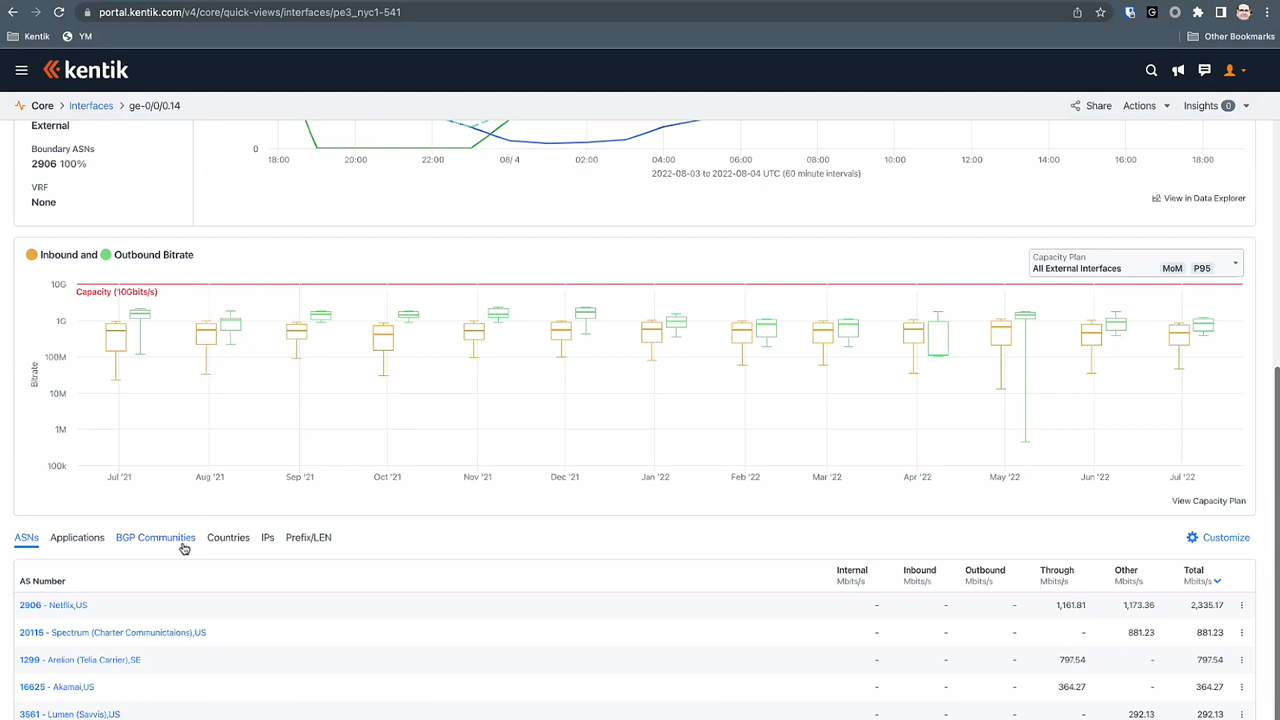 portal.kentik.com/v4/core/quick-views/interfaces/pe3_nyc1-541
Kentik YM Other Bookmarks
kentik
Core > Interfaces > ge-0/0/0.14 Share Actions Insights 0
External
Boundary ASNs
2906 100%
VRF
None
0
18:00 20:00 22:00 08/4 02:00 04:00 06:00 08:00 10:00 12:00 14:00 16:00 18:00
2022-08-03 to 2022-08-04 UTC (60 minute intervals)
View in Data Explorer
Inbound and Outbound Bitrate
Capacity Plan
All External Interfaces MoM P95
Capacity (10Gbits/s)
Bitrate
10G
1G
100M
10M
1M
100k
Jul '21 Aug '21 Sep '21 Oct '21 Nov '21 Dec '21 Jan '22 Feb '22 Mar '22 Apr '22 May '22 Jun '22 Jul '22
View Capacity Plan
ASNs Applications BGP Communities Countries IPs Prefix/LEN Customize
AS Number Internal Mbits/s Inbound Mbits/s Outbound Mbits/s Through Mbits/s Other Mbits/s Total Mbits/s
2906 - Netflix,US - - - 1,161.81 1,173.36 2,335.17
20115 - Spectrum (Charter Communictaions),US - - - - 881.23 881.23
1299 - Arelion (Telia Carrier),SE - - - 797.54 - 797.54
16625 - Akamai,US - - - 364.27 - 364.27
3561 - Lumen (Savvis),US - - - - 292.13 292.13